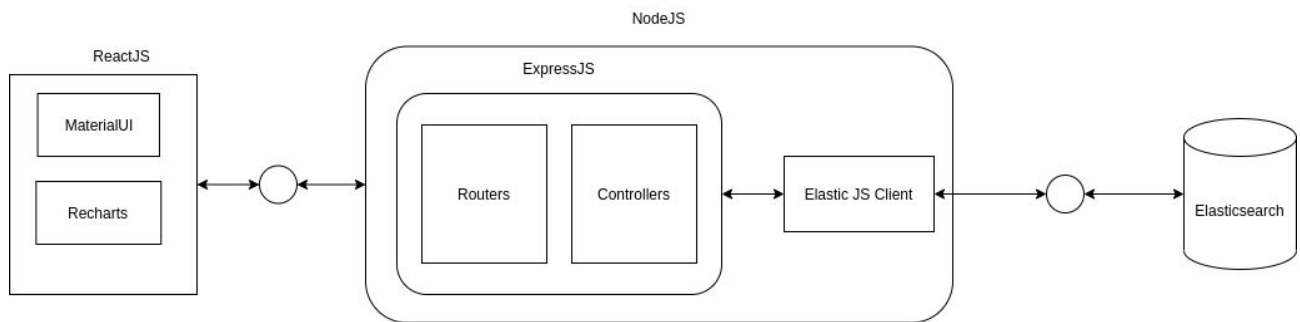 NodeJS
ReactJS
ExpressJS
MaterialUI
Recharts
Routers
Controllers
Elastic JS Client
Elasticsearch